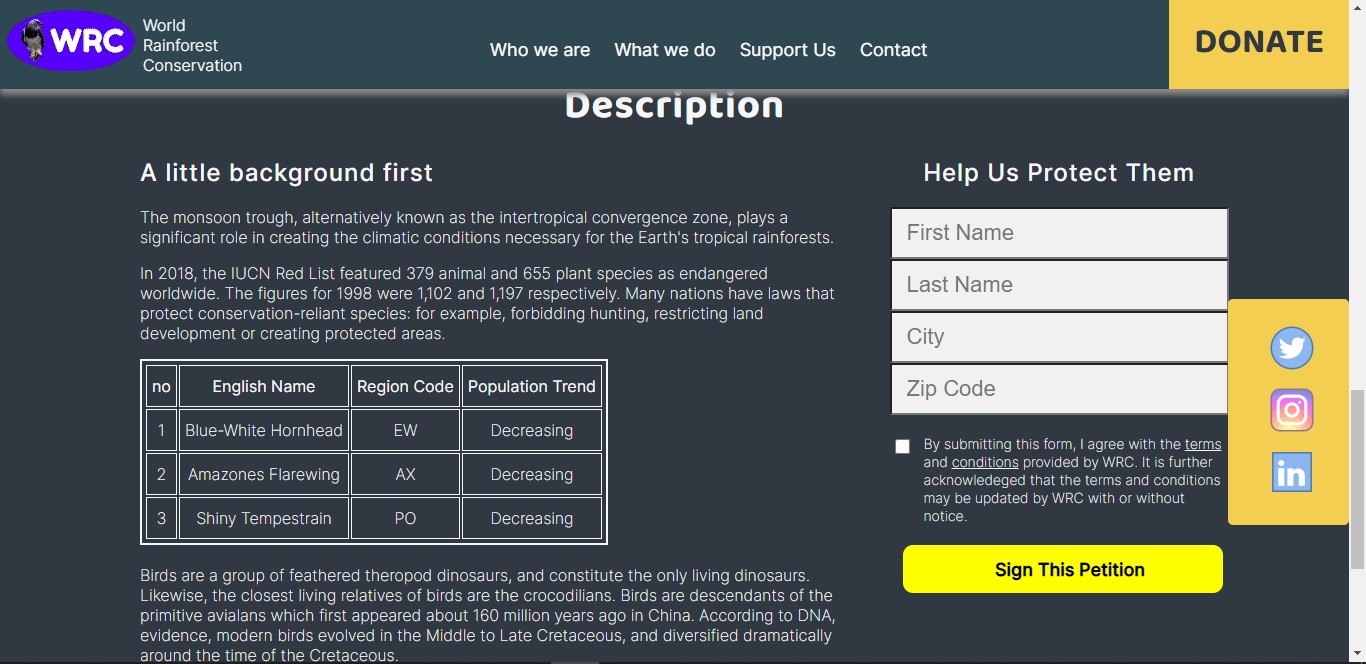 WRC
World
Rainforest
Conservation
Who we are What we do Support Us Contact
DONATE
Description
A little background first
The monsoon trough, alternatively known as the intertropical convergence zone, plays a
significant role in creating the climatic conditions necessary for the Earth's tropical rainforests.
In 2018, the IUCN Red List featured 379 animal and 655 plant species as endangered
worldwide. The figures for 1998 were 1,102 and 1,197 respectively. Many nations have laws that
protect conservation-reliant species: for example, forbidding hunting, restricting land
development or creating protected areas.
no English Name Region Code Population Trend
1 Blue-White Hornhead EW Decreasing
2 Amazones Flarewing AX Decreasing
3 Shiny Tempestrain PO Decreasing
Birds are a group of feathered theropod dinosaurs, and constitute the only living dinosaurs.
Likewise, the closest living relatives of birds are the crocodilians. Birds are descendants of the
primitive avialans which first appeared about 160 million years ago in China. According to DNA,
evidence, modern birds evolved in the Middle to Late Cretaceous, and diversified dramatically
around the time of the Cretaceous.
Help Us Protect Them
First Name
Last Name
City
Zip Code
By submitting this form, I agree with the terms
and conditions provided by WRC. It is further
acknowledeged that the terms and conditions
may be updated by WRC with or without
notice.
Sign This Petition
in